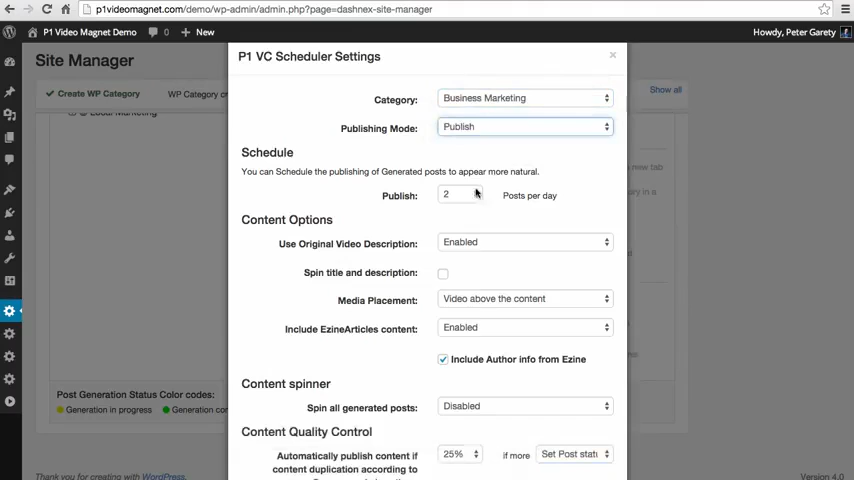 p1videomagnet.com/demo/wp-admin/admin.php?page=dashnex-site-manager
P1 Video Magnet Demo 0 New Howdy, Peter Garety
Site Manager
Create WP Category WP Category cr Show all
P1 VC Scheduler Settings ×
Category: Business Marketing
Publishing Mode: Publish
new tab
Schedule
You can Schedule the publishing of Generated posts to appear more natural.
Publish: 2 Posts per day
Content Options
Use Original Video Description: Enabled
Spin title and description:
Media Placement: Video above the content
Include EzineArticles content: Enabled
Include Author info from Ezine
Content spinner
Post Generation Status Color codes:
Spin all generated posts: Disabled
Generation in progress Generation con
Content Quality Control
Automatically publish content if 25% if more Set Post statu
content duplication according to
Thank you for creating with WordPress. Version 4.0